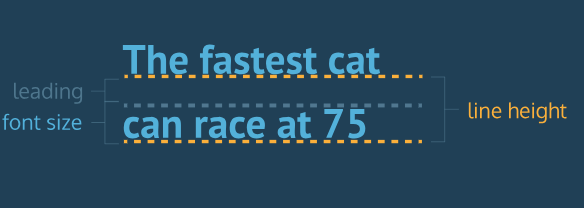 The fastest cat
leading
font size
can race at 75
line height